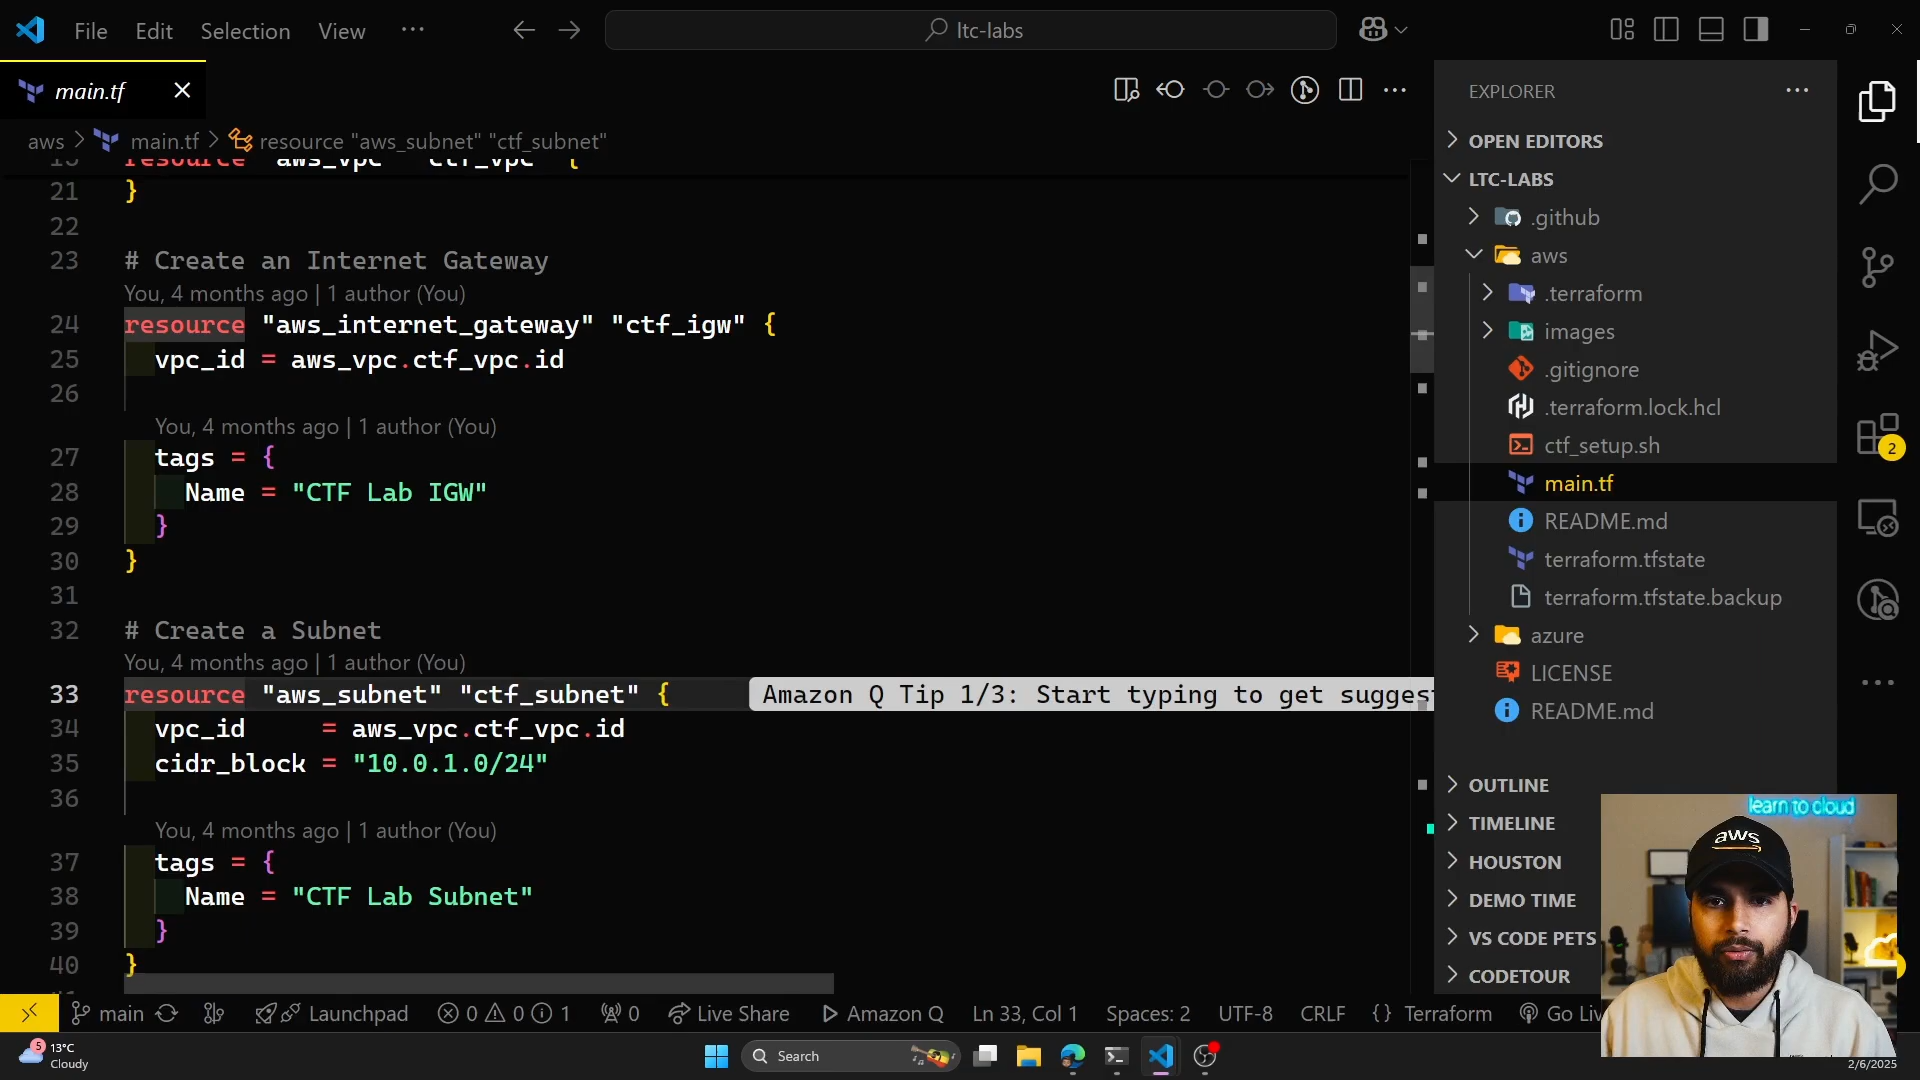 File Edit Selection View ··· ltc-labs
main.tf
aws > main.tf > resource "aws_subnet" "ctf_subnet"
resource "aws_vpc" "ctf_vpc" {
21 }
22
23 # Create an Internet Gateway
You, 4 months ago | 1 author (You)
24 resource "aws_internet_gateway" "ctf_igw" {
25 vpc_id = aws_vpc.ctf_vpc.id
26
You, 4 months ago | 1 author (You)
27 tags = {
28 Name = "CTF Lab IGW"
29 }
30 }
31
32 # Create a Subnet
You, 4 months ago | 1 author (You)
33 resource "aws_subnet" "ctf_subnet" { Amazon Q Tip 1/3: Start typing to get sugges
34 vpc_id = aws_vpc.ctf_vpc.id
35 cidr_block = "10.0.1.0/24"
36
You, 4 months ago | 1 author (You)
37 tags = {
38 Name = "CTF Lab Subnet"
39 }
40 }
EXPLORER
OPEN EDITORS
LTC-LABS
.github
aws
.terraform
images
.gitignore
.terraform.lock.hcl
ctf_setup.sh
main.tf
README.md
terraform.tfstate
terraform.tfstate.backup
azure
LICENSE
README.md
OUTLINE
TIMELINE
HOUSTON
DEMO TIME
VS CODE PETS
CODETOUR
2
learn to cloud
aws
main Launchpad 0 0 1 0 Live Share Amazon Q Ln 33, Col 1 Spaces: 2 UTF-8 CRLF {} Terraform Go Liv
5
13°C
Cloudy
Search
2/6/2025